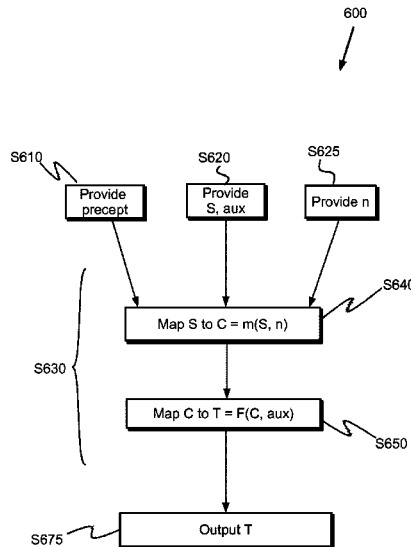 600
S610
S620
S625
Provide
precept
Provide
S, aux
Provide n
S640
Map S to C = m(S, n)
S630
Map C to T = F(C, aux)
S650
S675
Output T